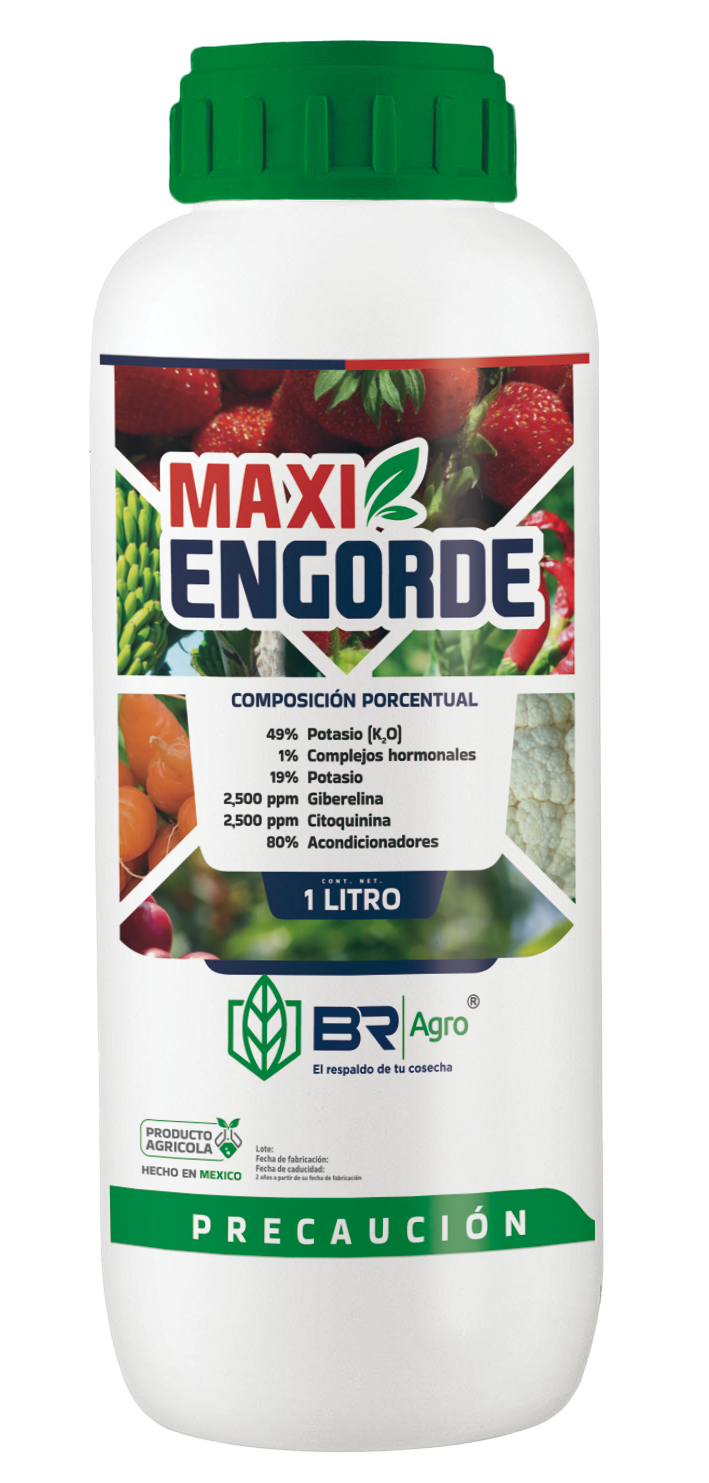 MAXI
ENGORDE
COMPOSICIÓN PORCENTUAL
49% Potasio (K₂O)
1% Complejos hormonales
19% Potasio
2,500 ppm Giberelina
2,500 ppm Citoquinina
80% Acondicionadores
CONT. NET.
1 LITRO
BR Agro®
El respaldo de tu cosecha
PRODUCTO
AGRICOLA
HECHO EN MEXICO
Lote:
Fecha de fabricación:
Fecha de caducidad:
2 años a partir de su fecha de fabricación
PRECAUCIÓN